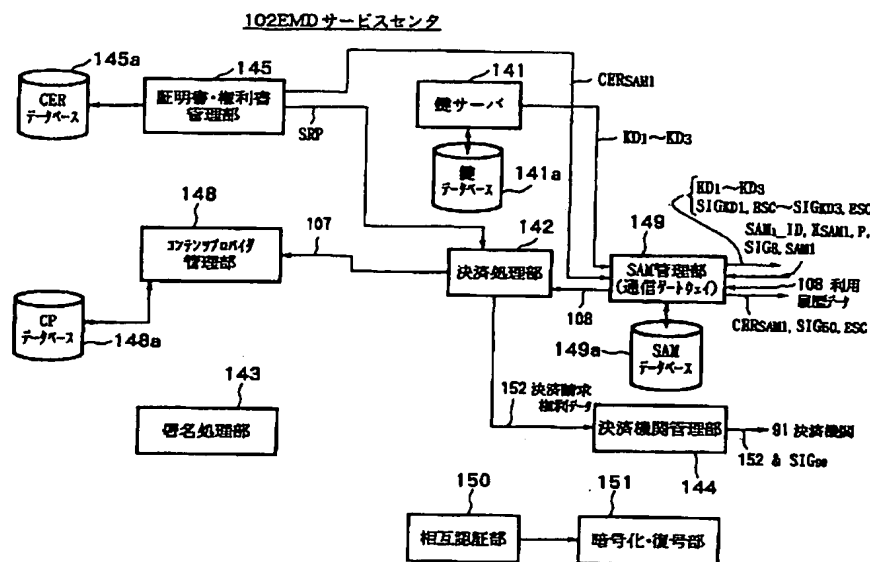 102EMDサービスセンタ
145a
145
141
CERSAM1
CER
データベース
証明書・権利書
管理部
鍵サーバ
SRP
KD1~KD3
鍵
データベース
141a
KD1~KD3
SIGKD1, ESC~SIGKD3, ESC
148
107
142
149
SAM1_ID, KSAM1, P,
SIG8, SAM1
コンテンツプロバイダ
管理部
決済処理部
SAM管理部
(通信ゲートウェイ)
108 利用
履歴データ
108
CERSAM1, SIG50, ESC
CP
データベース
148a
149a
SAM
データベース
143
152 決済請求
権利データ
署名処理部
決済機関管理部
91 決済機関
152 & SIG99
144
150
151
相互認証部
暗号化・復号部